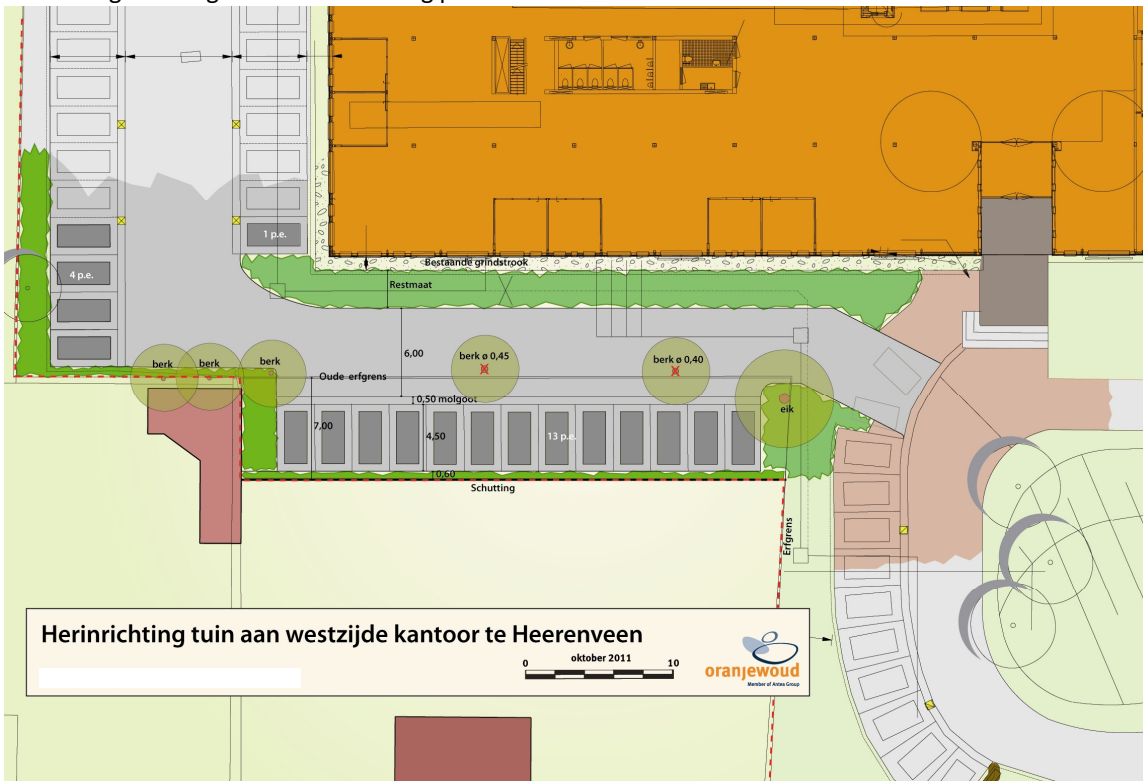 1 p.e.
4 p.e.
Bestaande grindstrook
Restmaat
6,00
berk
berk
berk
berk ø 0,45
berk ø 0,40
Oude erfgrens
eik
0,50 molgoot
7,00
4,50
13 p.e.
0,60
Schutting
Erfgrens
Herinrichting tuin aan westzijde kantoor te Heerenveen
oktober 2011
0
10
oranjewoud
Member of Antea Group